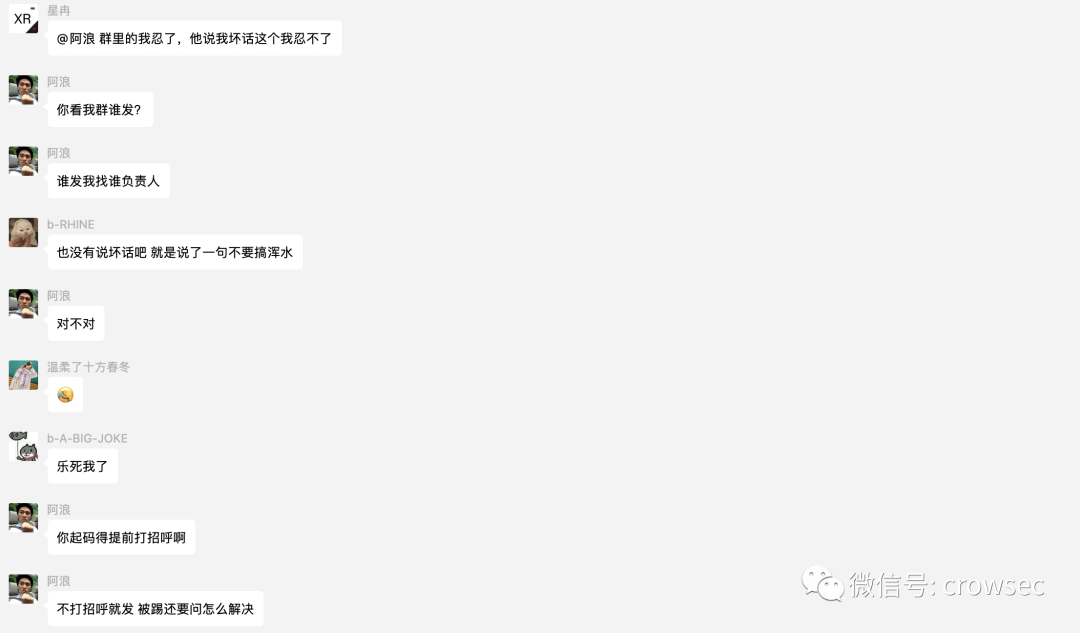 XR
星冉
@阿浪 群里的我忍了，他说我坏话这个我忍不了
阿浪
你看我群谁发？
阿浪
谁发我找谁负责人
b-RHINE
也没有说坏话吧 就是说了一句不要搞浑水
阿浪
对不对
温柔了十方春冬
b-A-BIG-JOKE
乐死我了
阿浪
你起码得提前打招呼啊
阿浪
不打招呼就发 被踢还要问怎么解决
微信号: crowsec